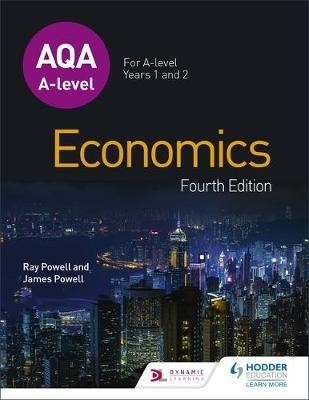 AQA
A-level
For A-level
Years 1 and 2
Economics
Fourth Edition
Ray Powell and
James Powell
DYNAMIC
LEARNING
HODDER
EDUCATION
LEARN MORE